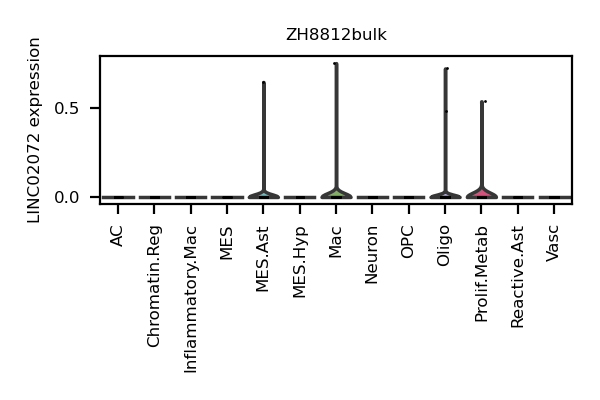 ZH8812bulk
LINC02072 expression
0.5
0.0
AC
Chromatin.Reg
Inflammatory.Mac
MES
MES.Ast
MES.Hyp
Mac
Neuron
OPC
Oligo
Prolif.Metab
Reactive.Ast
Vasc